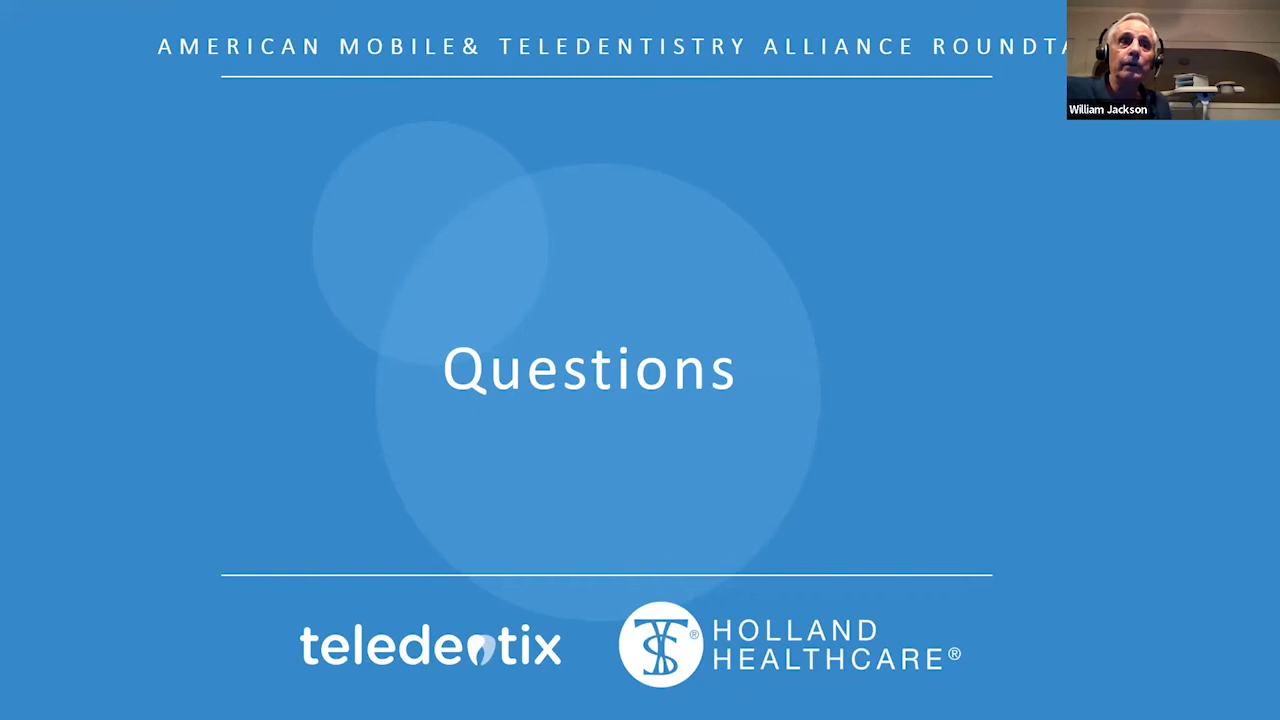 AMERICAN MOBILE& TELEDENTISTRY ALLIANCE ROUNDTA
William Jackson
Questions
teledentix
HOLLAND
HEALTHCARE®